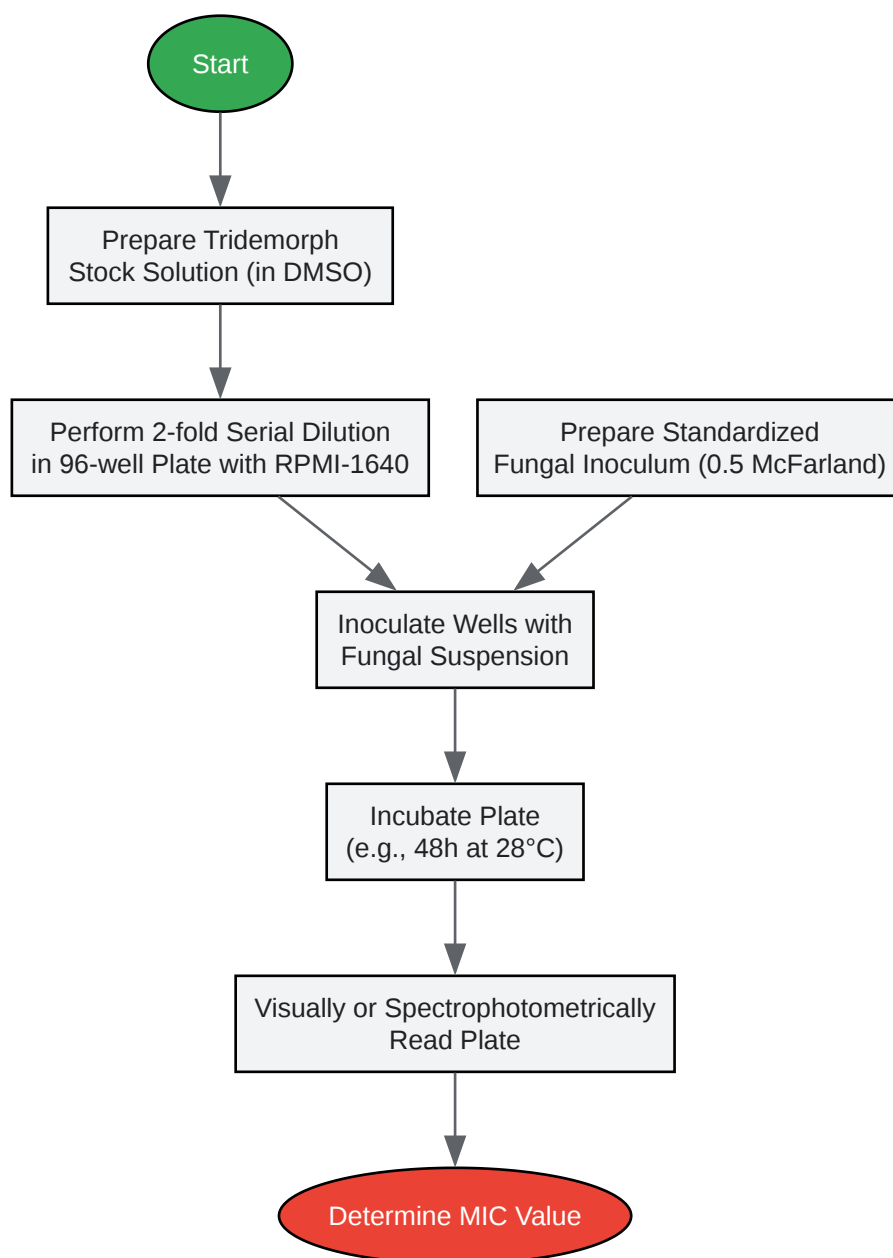 Start
Prepare Tridemorph
Stock Solution (in DMSO)
Perform 2-fold Serial Dilution
in 96-well Plate with RPMI-1640
Prepare Standardized
Fungal Inoculum (0.5 McFarland)
Inoculate Wells with
Fungal Suspension
Incubate Plate
(e.g., 48h at 28°C)
Visually or Spectrophotometrically
Read Plate
Determine MIC Value